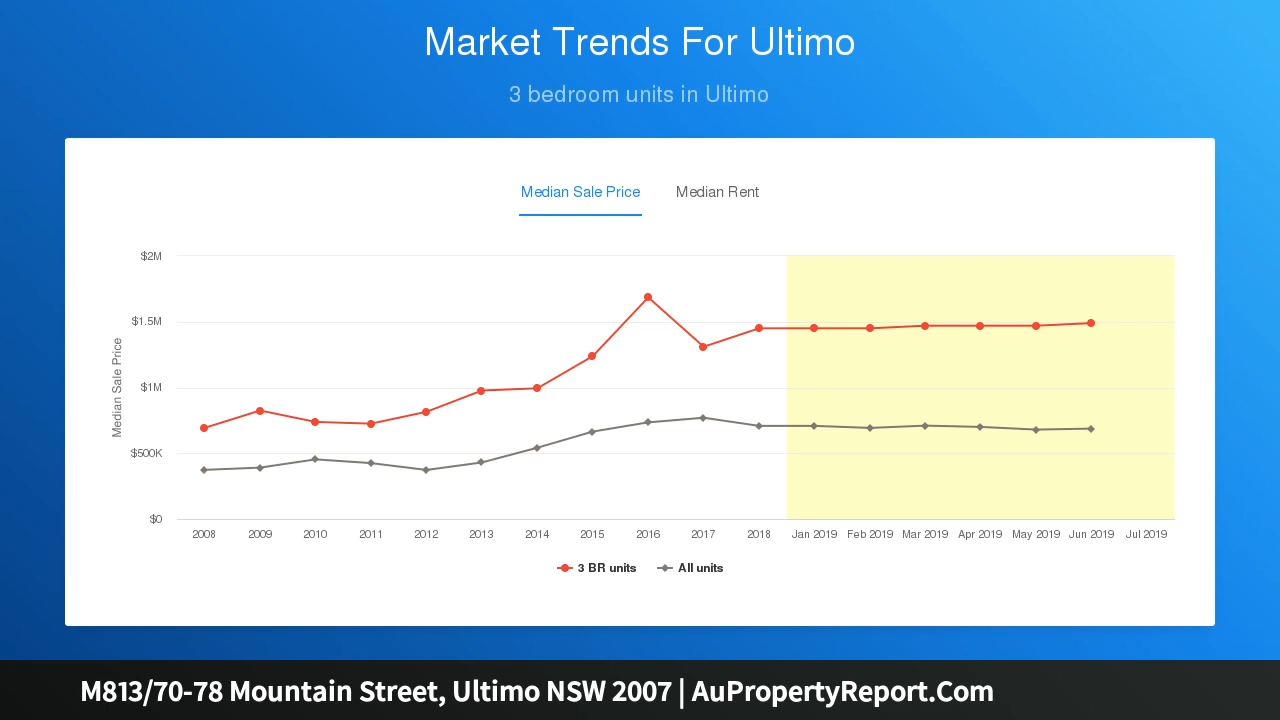 Market Trends For Ultimo
3 bedroom units in Ultimo
Median Sale Price Median Rent
$2M
$1.5M
$1M
$500K
$0
Median Sale Price
2008 2009 2010 2011 2012 2013 2014 2015 2016 2017 2018 Jan 2019 Feb 2019 Mar 2019 Apr 2019 May 2019 Jun 2019 Jul 2019
3 BR units All units
M813/70-78 Mountain Street, Ultimo NSW 2007 | AuPropertyReport.Com